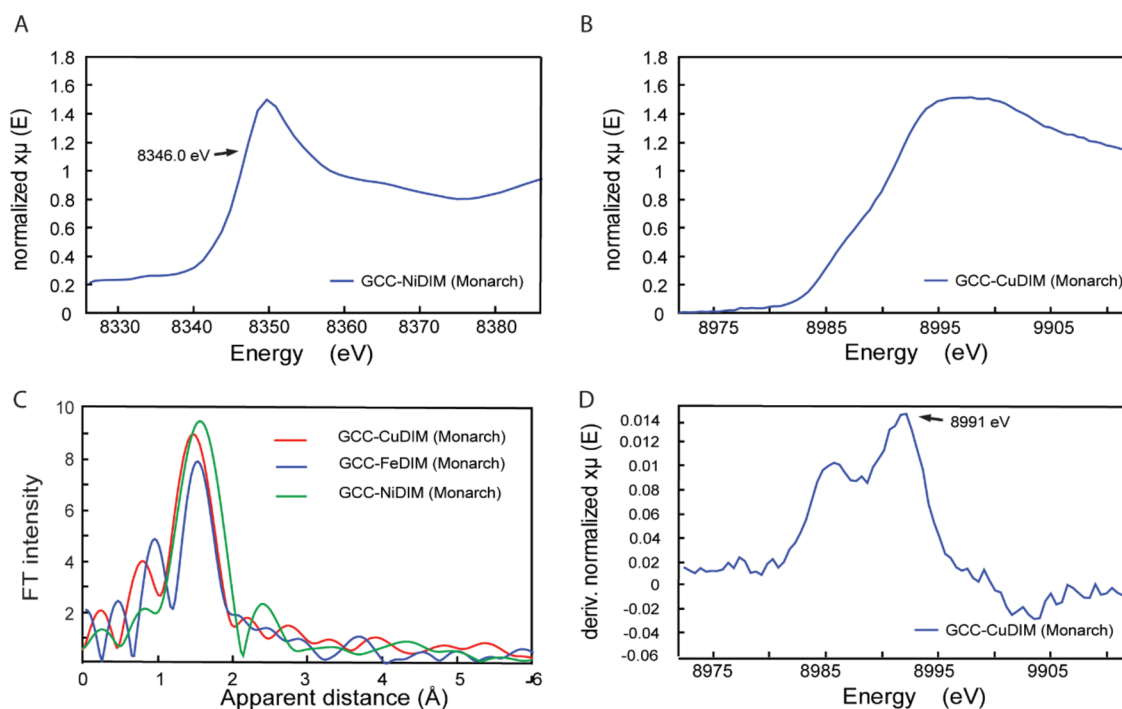 A
1.8
1.6
1.4
1.2
1
0.8
0.6
0.4
0.2
0
normalized xμ (E)
8346.0 eV
GCC-NiDIM (Monarch)
8330
8340
8350
8360
8370
8380
Energy (eV)
B
1.8
1.6
1.4
1.2
1
0.8
0.6
0.4
0.2
0
normalized xμ (E)
GCC-CuDIM (Monarch)
8975
8985
8995
9905
Energy (eV)
C
10
8
6
4
2
FT intensity
GCC-CuDIM (Monarch)
GCC-FeDIM (Monarch)
GCC-NiDIM (Monarch)
0
1
2
3
4
5
-6
Apparent distance (Å)
D
0.014
0.012
0.01
0.08
0.06
0.04
0.02
0
-0.02
-0.04
-0.06
deriv. normalized xμ (E)
8991 eV
GCC-CuDIM (Monarch)
8975
8985
8995
9905
Energy (eV)